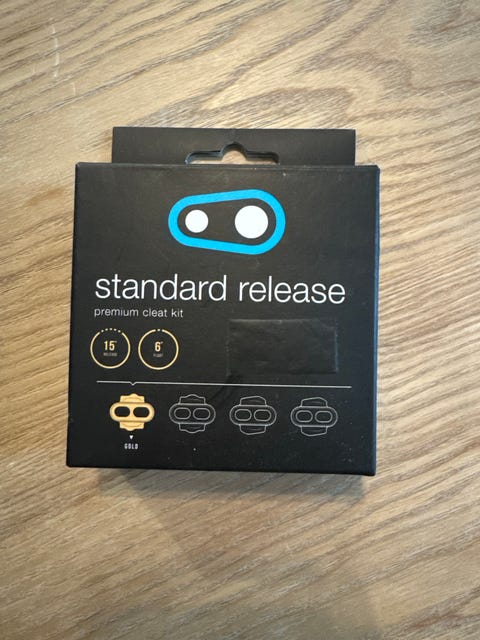 standard release
premium cleat kit
15°
RELEASE
6°
FLOAT
GOLD